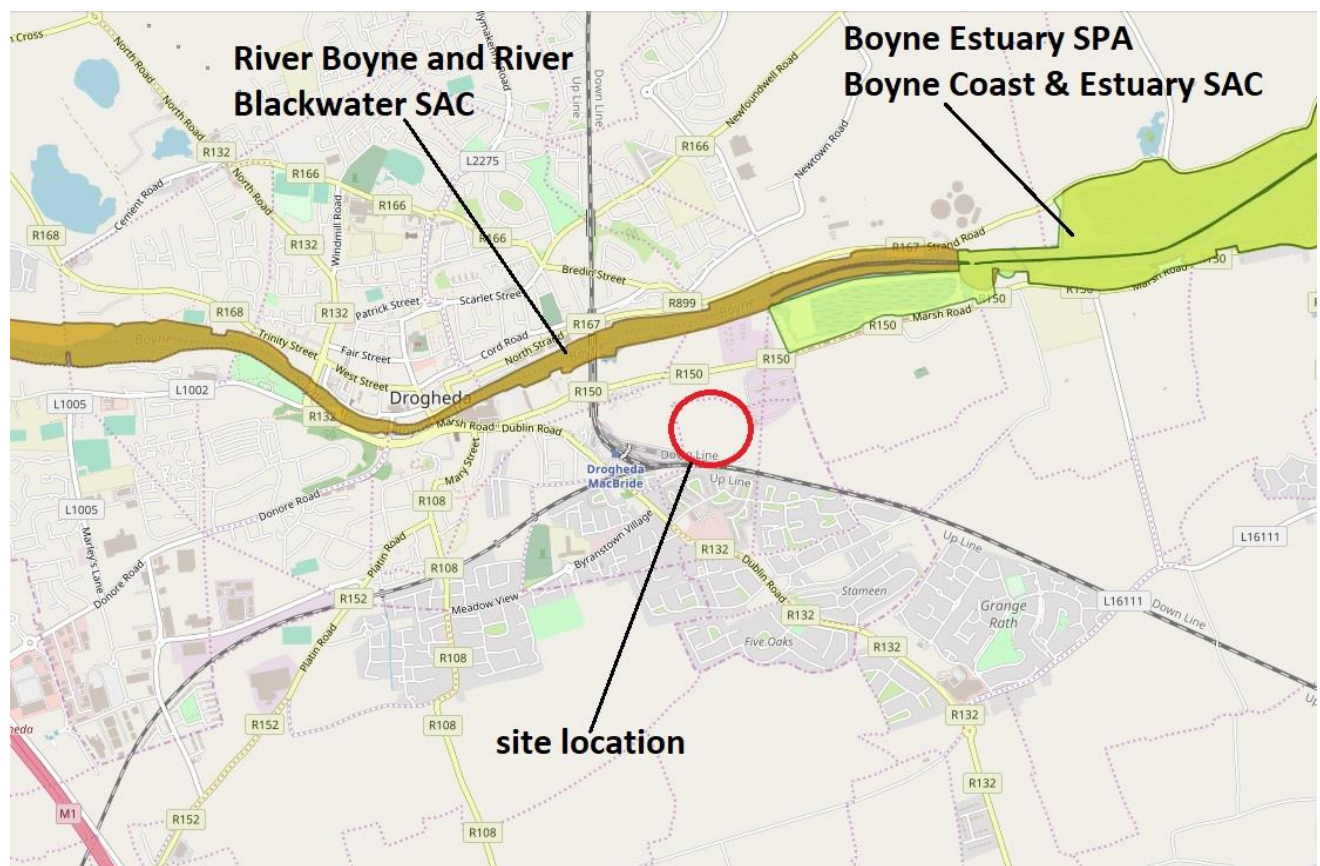 River Boyne and River
Blackwater SAC
Boyne Estuary SPA
Boyne Coast & Estuary SAC
North Road
Down Line
Up Line
Newfoundwell Road
R166
L2275
Newtown Road
R132
North Road
Cement Road
R166
R168
North Road
Windmill Road
R166
R166
R132
R167
Strand Road
Bredin Street
R132
Patrick Street
Scarlet Street
R899
R150
Marsh Road
R168
R132
Fair Street
Cord Road
R167
North Strand
Boyne
Trinity Street
West Street
R150
R150
R150
L1002
Drogheda
R150
L1005
R132
Marsh Road
Dublin Road
Mary Street
Drogheda
MacBride
Down Line
Up Line
Donore Road
R108
L1005
Marley's Lane
Platin Road
Byranstown Village
R132
Dublin Road
Up Line
L16111
Donore Road
R152
R108
Meadow View
Stameen
Grange
Rath
L16111
Down Line
R132
Five Oaks
R132
Platin Road
R108
R152
R108
R132
site location
R132
M1
R152
R108